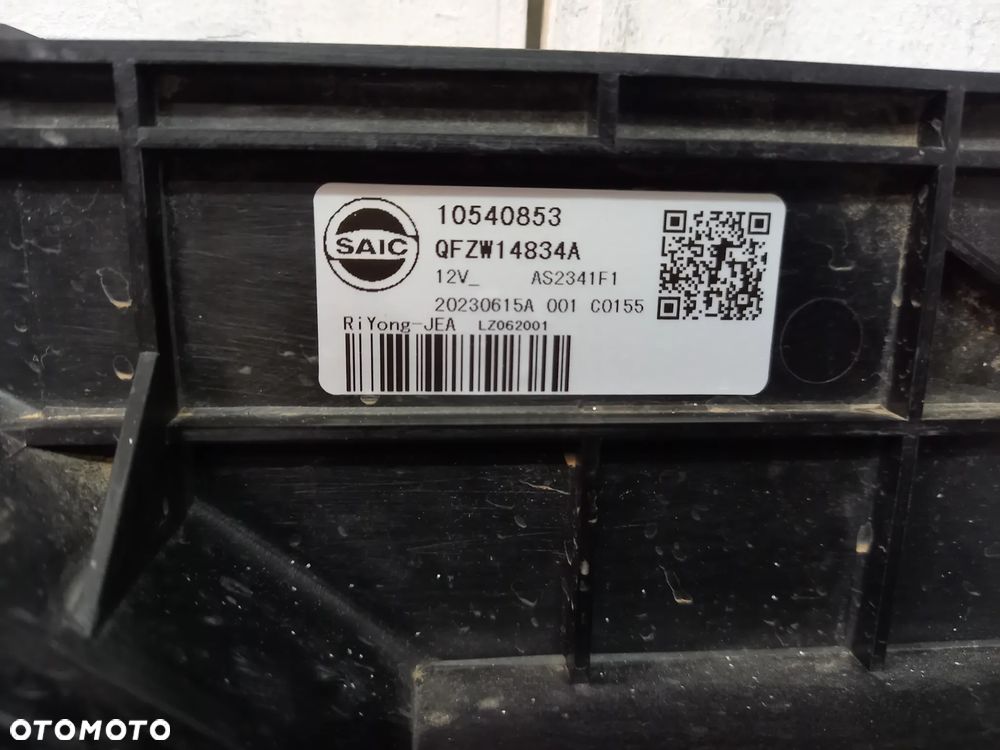 SAIC
10540853
QFZW14834A
12V_ AS2341F1
20230615A 001 C0155
RiYong-JEA LZ062001
OTOMOTO